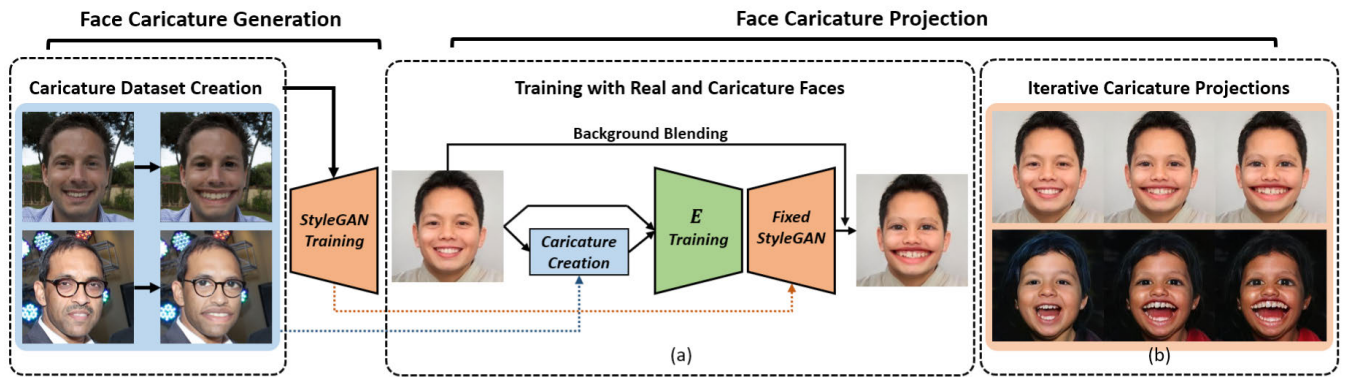 Face Caricature Generation
Face Caricature Projection
Caricature Dataset Creation
StyleGAN
Training
Training with Real and Caricature Faces
Background Blending
Caricature
Creation
E
Training
Fixed
StyleGAN
(a)
Iterative Caricature Projections
(b)